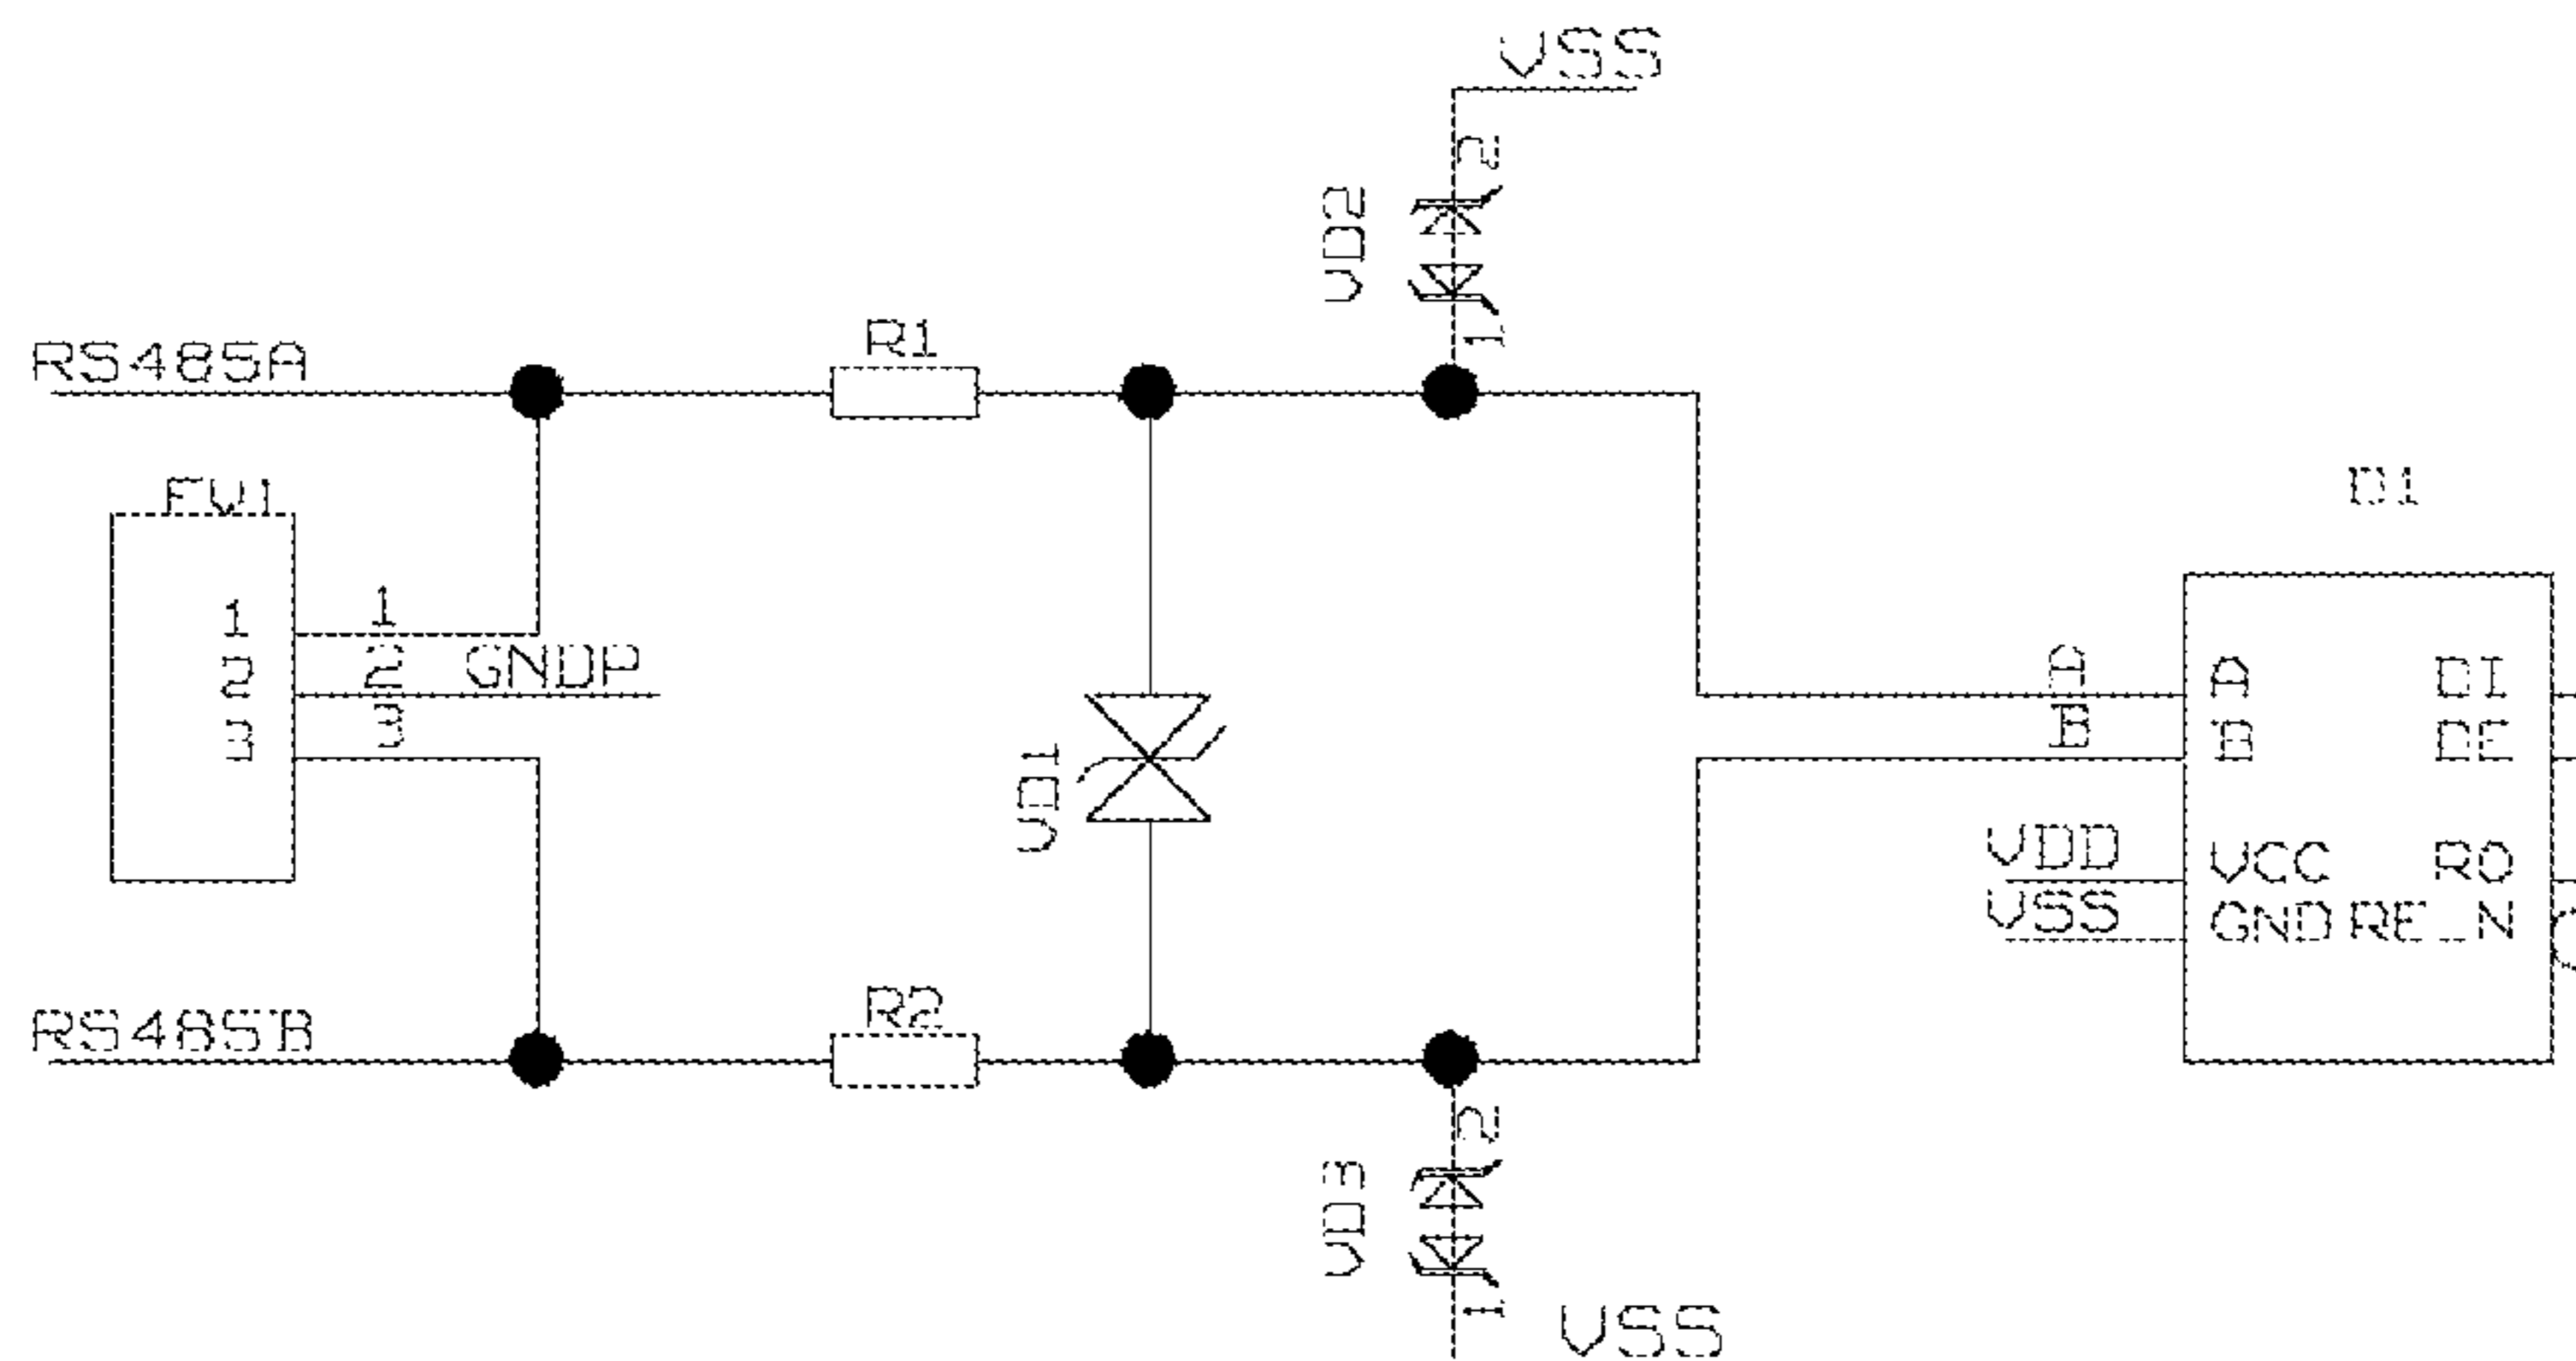 VSS
2
VD2
1
R1
RS485A
FW1
D1
1 1
2 2 GNDP
3 3
A A DI
B B DE
VD1
VDD VCC RO
VSS GND RE_N
R2
RS485B
2
VD3
1
VSS